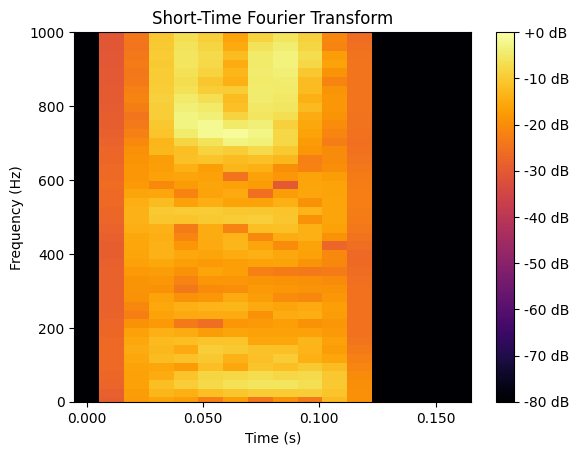 Short-Time Fourier Transform
1000
800
600
400
200
0
Frequency (Hz)
0.000
0.050
0.100
0.150
Time (s)
+0 dB
-10 dB
-20 dB
-30 dB
-40 dB
-50 dB
-60 dB
-70 dB
-80 dB